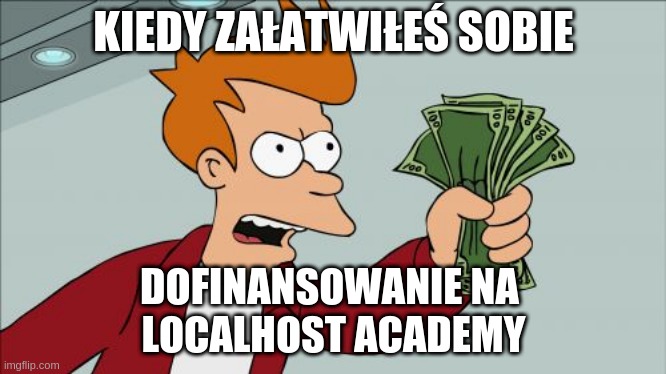 KIEDY ZAŁATWIŁEŚ SOBIE
DOFINANSOWANIE NA
LOCALHOST ACADEMY
imgflip.com